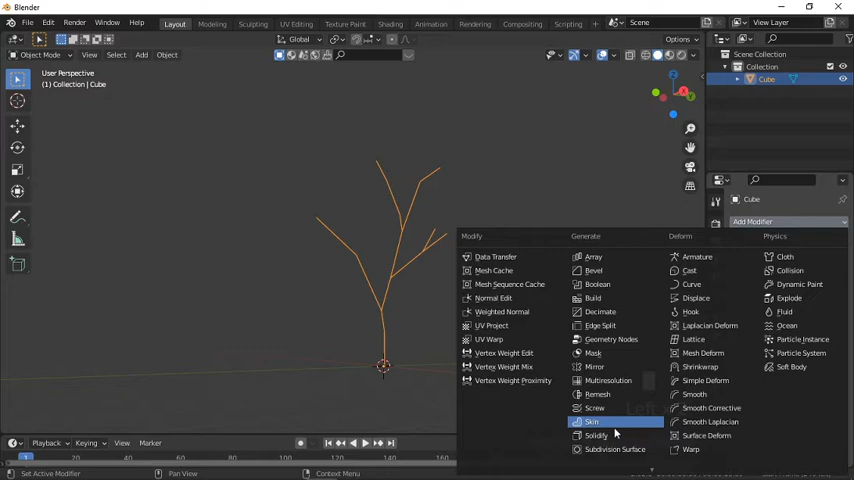 Blender
File Edit Render Window Help Layout Modeling Sculpting UV Editing Texture Paint Shading Animation Rendering Compositing Scripting Scene View Layer
Global Options
Object Mode View Select Add Object
User Perspective
(1) Collection | Cube
Scene Collection
Collection
Cube
Cube
Add Modifier
Modify Generate Deform Physics
Data Transfer Array Armature Cloth
Mesh Cache Bevel Cast Collision
Mesh Sequence Cache Boolean Curve Dynamic Paint
Normal Edit Build Displace Explode
Weighted Normal Decimate Hook Fluid
UV Project Edge Split Laplacian Deform Ocean
UV Warp Geometry Nodes Lattice Particle Instance
Vertex Weight Edit Mask Mesh Deform Particle System
Vertex Weight Mix Mirror Shrinkwrap Soft Body
Vertex Weight Proximity Multiresolution Simple Deform
Remesh Smooth
Screw Smooth Corrective
Skin Smooth Laplacian
Solidify Surface Deform
Subdivision Surface Warp
Playback Keying View Marker
1 20 40 60 80
Set Active Modifier Pan View Context Menu